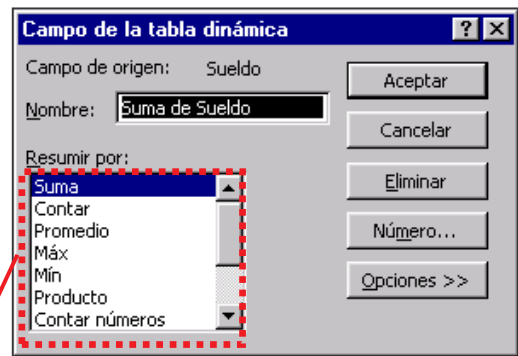 Campo de la tabla dinámica
Campo de origen: Sueldo
Nombre: Suma de Sueldo
Resumir por:
Suma
Contar
Promedio
Máx
Mín
Producto
Contar números
Aceptar
Cancelar
Eliminar
Número...
Opciones >>